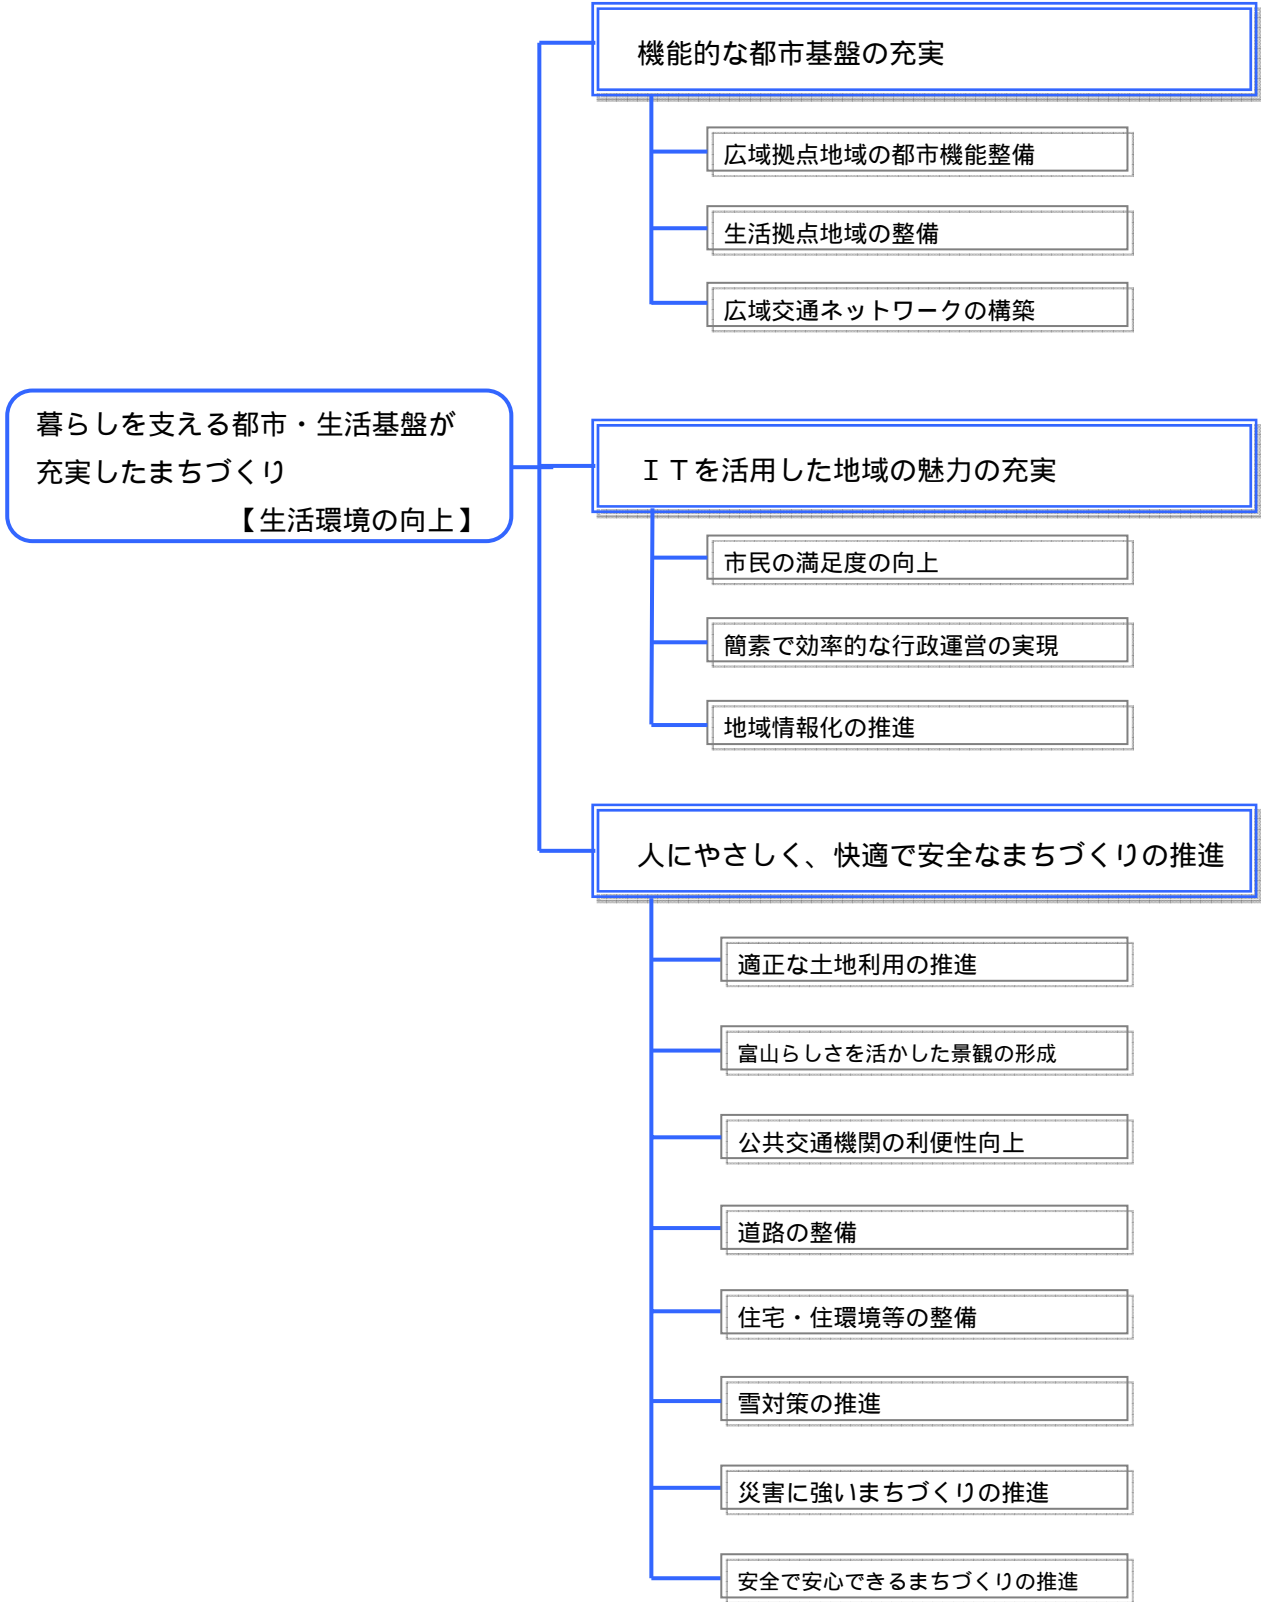 機能的な都市基盤の充実
広域拠点地域の都市機能整備
生活拠点地域の整備
広域交通ネットワークの構築
暮らしを支える都市・生活基盤が
充実したまちづくり
【生活環境の向上】
ＩＴを活用した地域の魅力の充実
市民の満足度の向上
簡素で効率的な行政運営の実現
地域情報化の推進
人にやさしく、快適で安全なまちづくりの推進
適正な土地利用の推進
富山らしさを活かした景観の形成
公共交通機関の利便性向上
道路の整備
住宅・住環境等の整備
雪対策の推進
災害に強いまちづくりの推進
安全で安心できるまちづくりの推進